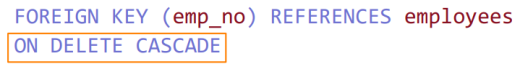 FOREIGN KEY (emp_no) REFERENCES employees
ON DELETE CASCADE